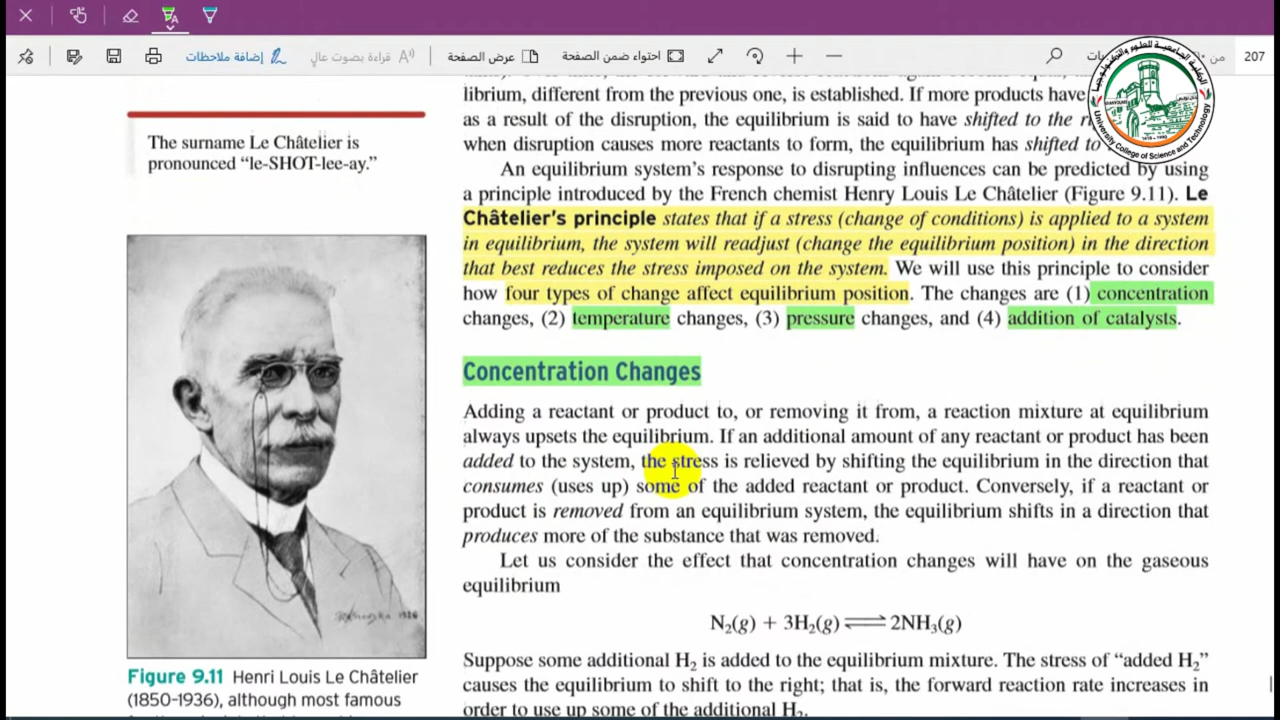 إضافة ملاحظات
قراءة بصوت عالٍ
عرض الصفحة
احتواء ضمن الصفحة
من
207
The surname Le Châtelier is
pronounced “le-SHOT-lee-ay.”
Figure 9.11 Henri Louis Le Châtelier
(1850–1936), although most famous
librium, different from the previous one, is established. If more products have
as a result of the disruption, the equilibrium is said to have shifted to the
when disruption causes more reactants to form, the equilibrium has shifted to
An equilibrium system’s response to disrupting influences can be predicted by using
a principle introduced by the French chemist Henry Louis Le Châtelier (Figure 9.11). Le
Châtelier’s principle states that if a stress (change of conditions) is applied to a system
in equilibrium, the system will readjust (change the equilibrium position) in the direction
that best reduces the stress imposed on the system. We will use this principle to consider
how four types of change affect equilibrium position. The changes are (1) concentration
changes, (2) temperature changes, (3) pressure changes, and (4) addition of catalysts.
Concentration Changes
Adding a reactant or product to, or removing it from, a reaction mixture at equilibrium
always upsets the equilibrium. If an additional amount of any reactant or product has been
added to the system, the stress is relieved by shifting the equilibrium in the direction that
consumes (uses up) some of the added reactant or product. Conversely, if a reactant or
product is removed from an equilibrium system, the equilibrium shifts in a direction that
produces more of the substance that was removed.
Let us consider the effect that concentration changes will have on the gaseous
equilibrium
N₂(g) + 3H₂(g) ⇌ 2NH₃(g)
Suppose some additional H₂ is added to the equilibrium mixture. The stress of “added H₂”
causes the equilibrium to shift to the right; that is, the forward reaction rate increases in
order to use up some of the additional H₂.
University College of Science and Technology